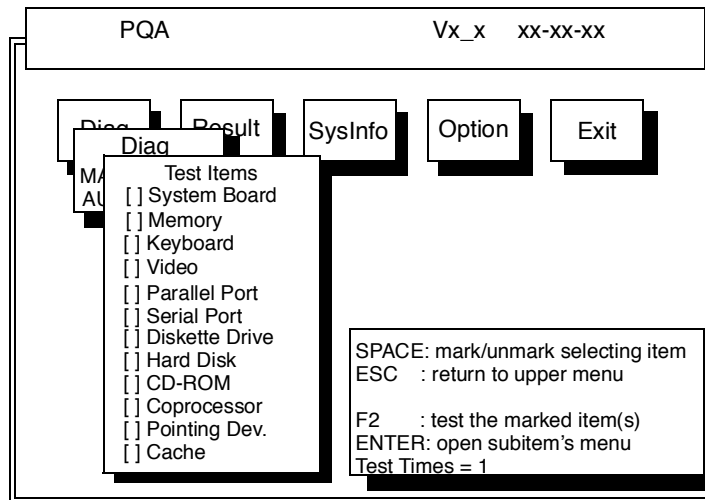 PQA Vx_x xx-xx-xx
Diag Result SysInfo Option Exit
Diag
MA
AU
Test Items
[ ] System Board
[ ] Memory
[ ] Keyboard
[ ] Video
[ ] Parallel Port
[ ] Serial Port
[ ] Diskette Drive
[ ] Hard Disk
[ ] CD-ROM
[ ] Coprocessor
[ ] Pointing Dev.
[ ] Cache
SPACE: mark/unmark selecting item
ESC : return to upper menu
F2 : test the marked item(s)
ENTER: open subitem's menu
Test Times = 1